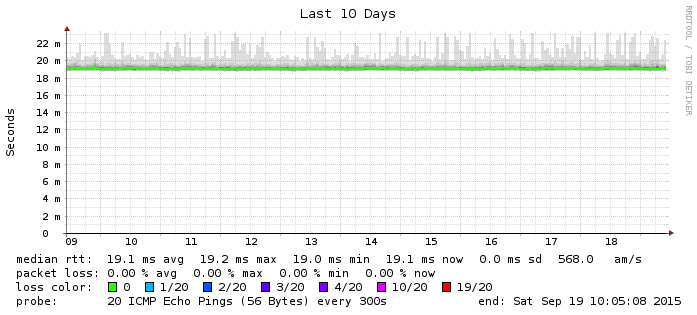 Last 10 Days
RRDTOOL / TOBI OETIKER
Seconds
22 m
20 m
18 m
16 m
14 m
12 m
10 m
8 m
6 m
4 m
2 m
0
09 10 11 12 13 14 15 16 17 18
median rtt: 19.1 ms avg 19.2 ms max 19.0 ms min 19.1 ms now 0.0 ms sd 568.0 am/s
packet loss: 0.00 % avg 0.00 % max 0.00 % min 0.00 % now
loss color: 0 1/20 2/20 3/20 4/20 10/20 19/20
probe: 20 ICMP Echo Pings (56 Bytes) every 300s end: Sat Sep 19 10:05:08 2015